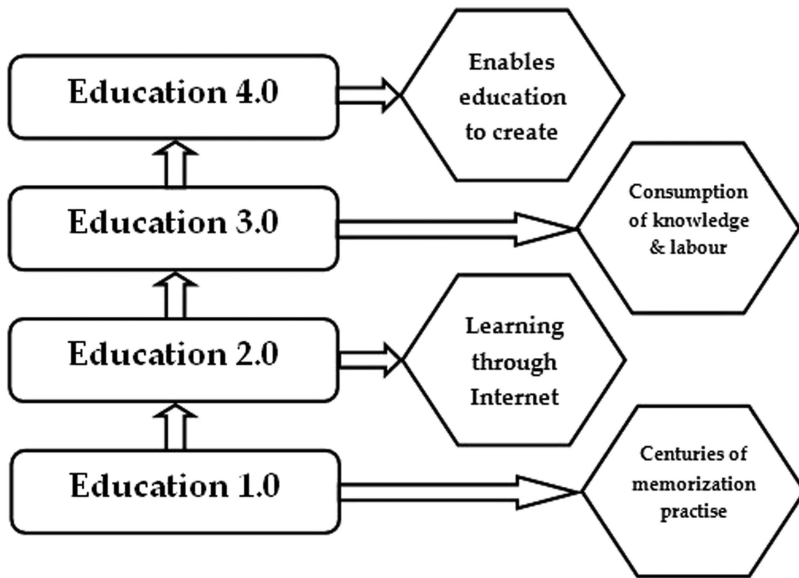 Education 4.0
Enables
education
to create
Education 3.0
Consumption
of knowledge
& labour
Education 2.0
Learning
through
Internet
Education 1.0
Centuries of
memorization
practise